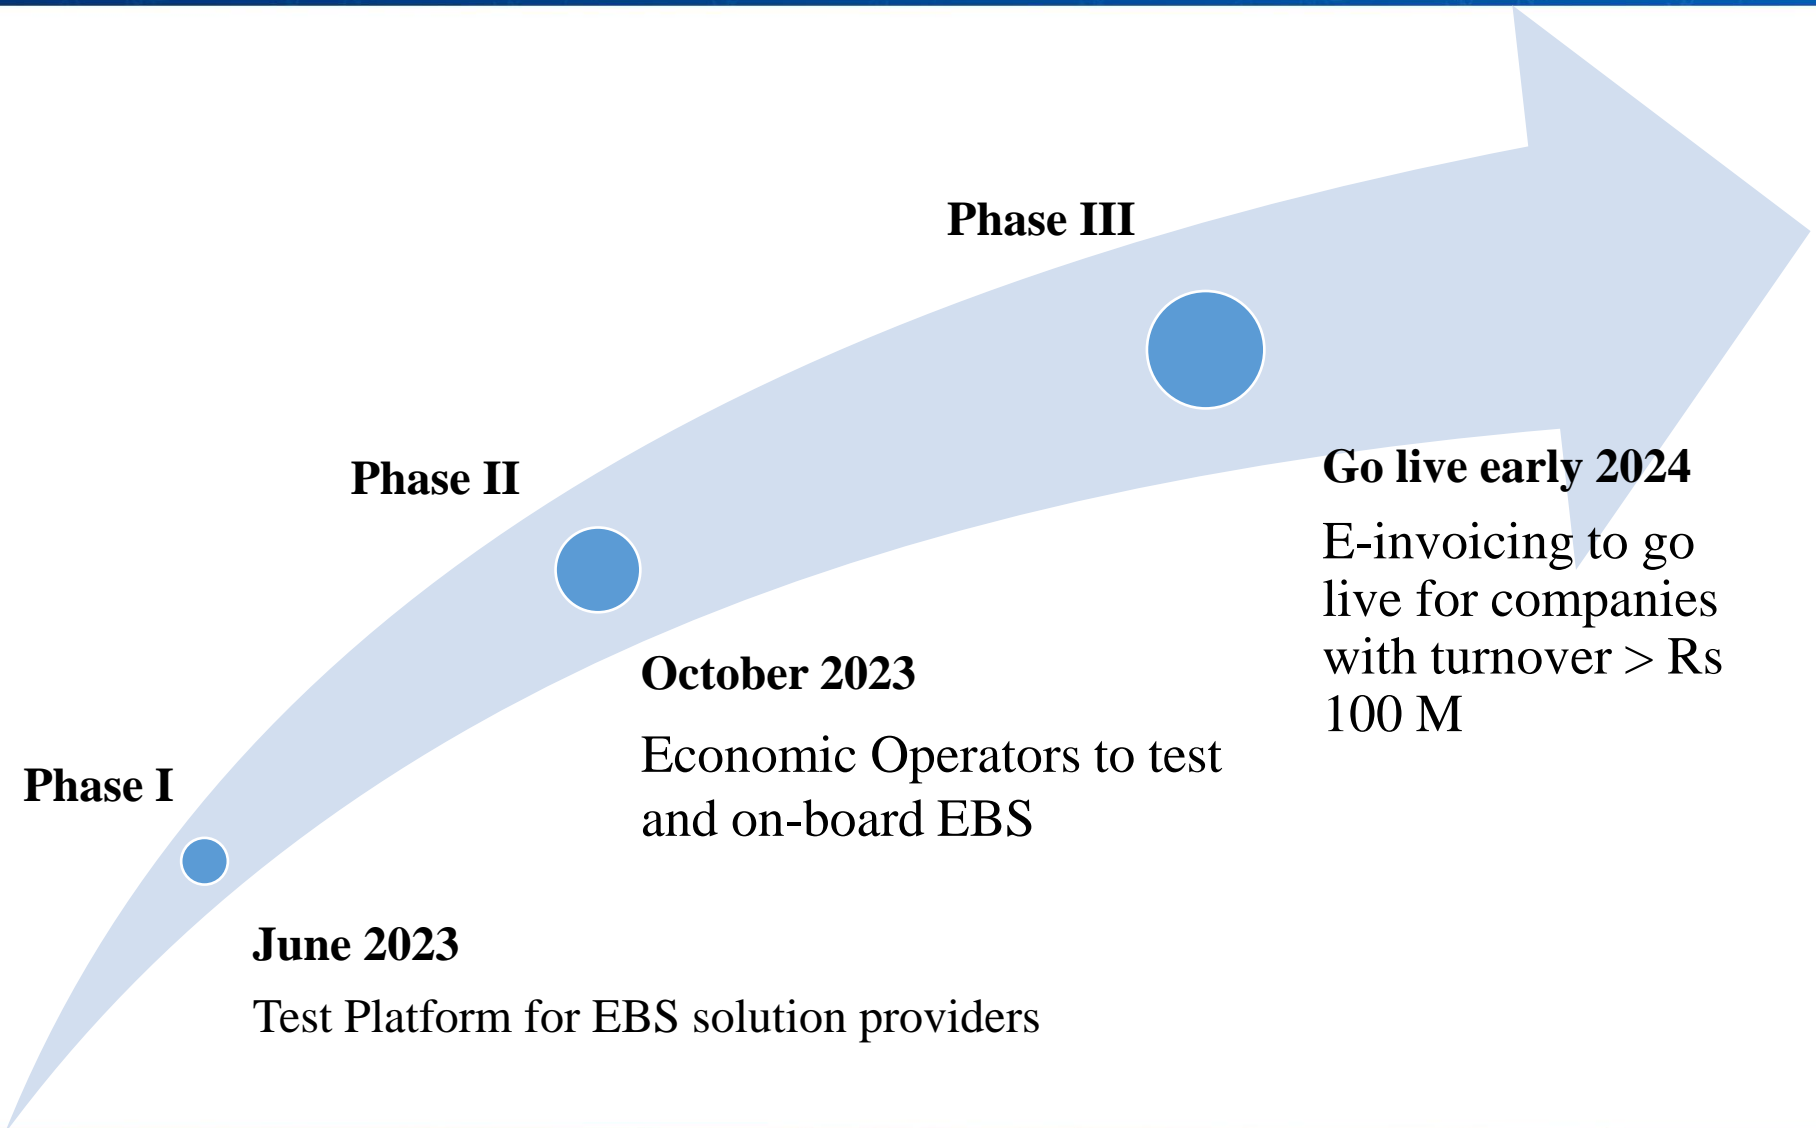 Phase I
June 2023
Test Platform for EBS solution providers
Phase II
October 2023
Economic Operators to test
and on-board EBS
Phase III
Go live early 2024
E-invoicing to go
live for companies
with turnover > Rs
100 M